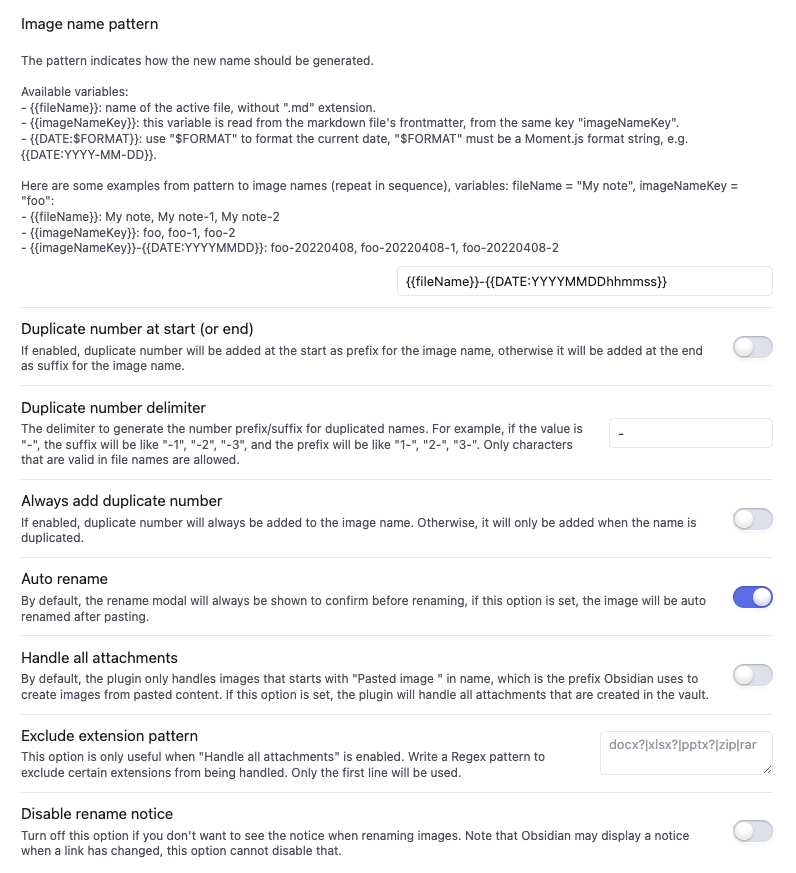 Image name pattern
The pattern indicates how the new name should be generated.
Available variables:
- {{fileName}}: name of the active file, without ".md" extension.
- {{imageNameKey}}: this variable is read from the markdown file's frontmatter, from the same key "imageNameKey".
- {{DATE:$FORMAT}}: use "$FORMAT" to format the current date, "$FORMAT" must be a Moment.js format string, e.g.
{{DATE:YYYY-MM-DD}}.
Here are some examples from pattern to image names (repeat in sequence), variables: fileName = "My note", imageNameKey =
"foo":
- {{fileName}}: My note, My note-1, My note-2
- {{imageNameKey}}: foo, foo-1, foo-2
- {{imageNameKey}}-{{DATE:YYYYMMDD}}: foo-20220408, foo-20220408-1, foo-20220408-2
{{fileName}}-{{DATE:YYYYMMDDhhmmss}}
Duplicate number at start (or end)
If enabled, duplicate number will be added at the start as prefix for the image name, otherwise it will be added at the end
as suffix for the image name.
Duplicate number delimiter
The delimiter to generate the number prefix/suffix for duplicated names. For example, if the value is
"-", the suffix will be like "-1", "-2", "-3", and the prefix will be like "1-", "2-", "3-". Only characters
that are valid in file names are allowed.
-
Always add duplicate number
If enabled, duplicate number will always be added to the image name. Otherwise, it will only be added when the name is
duplicated.
Auto rename
By default, the rename modal will always be shown to confirm before renaming, if this option is set, the image will be auto
renamed after pasting.
Handle all attachments
By default, the plugin only handles images that starts with "Pasted image " in name, which is the prefix Obsidian uses to
create images from pasted content. If this option is set, the plugin will handle all attachments that are created in the vault.
Exclude extension pattern
This option is only useful when "Handle all attachments" is enabled. Write a Regex pattern to
exclude certain extensions from being handled. Only the first line will be used.
docx?|xlsx?|pptx?|zip|rar
Disable rename notice
Turn off this option if you don't want to see the notice when renaming images. Note that Obsidian may display a notice
when a link has changed, this option cannot disable that.